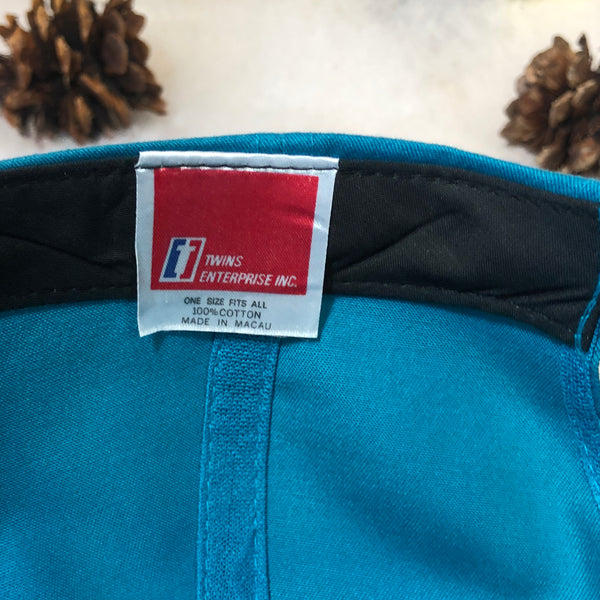 TWINS
ENTERPRISE INC.
ONE SIZE FITS ALL
100% COTTON
MADE IN MACAU